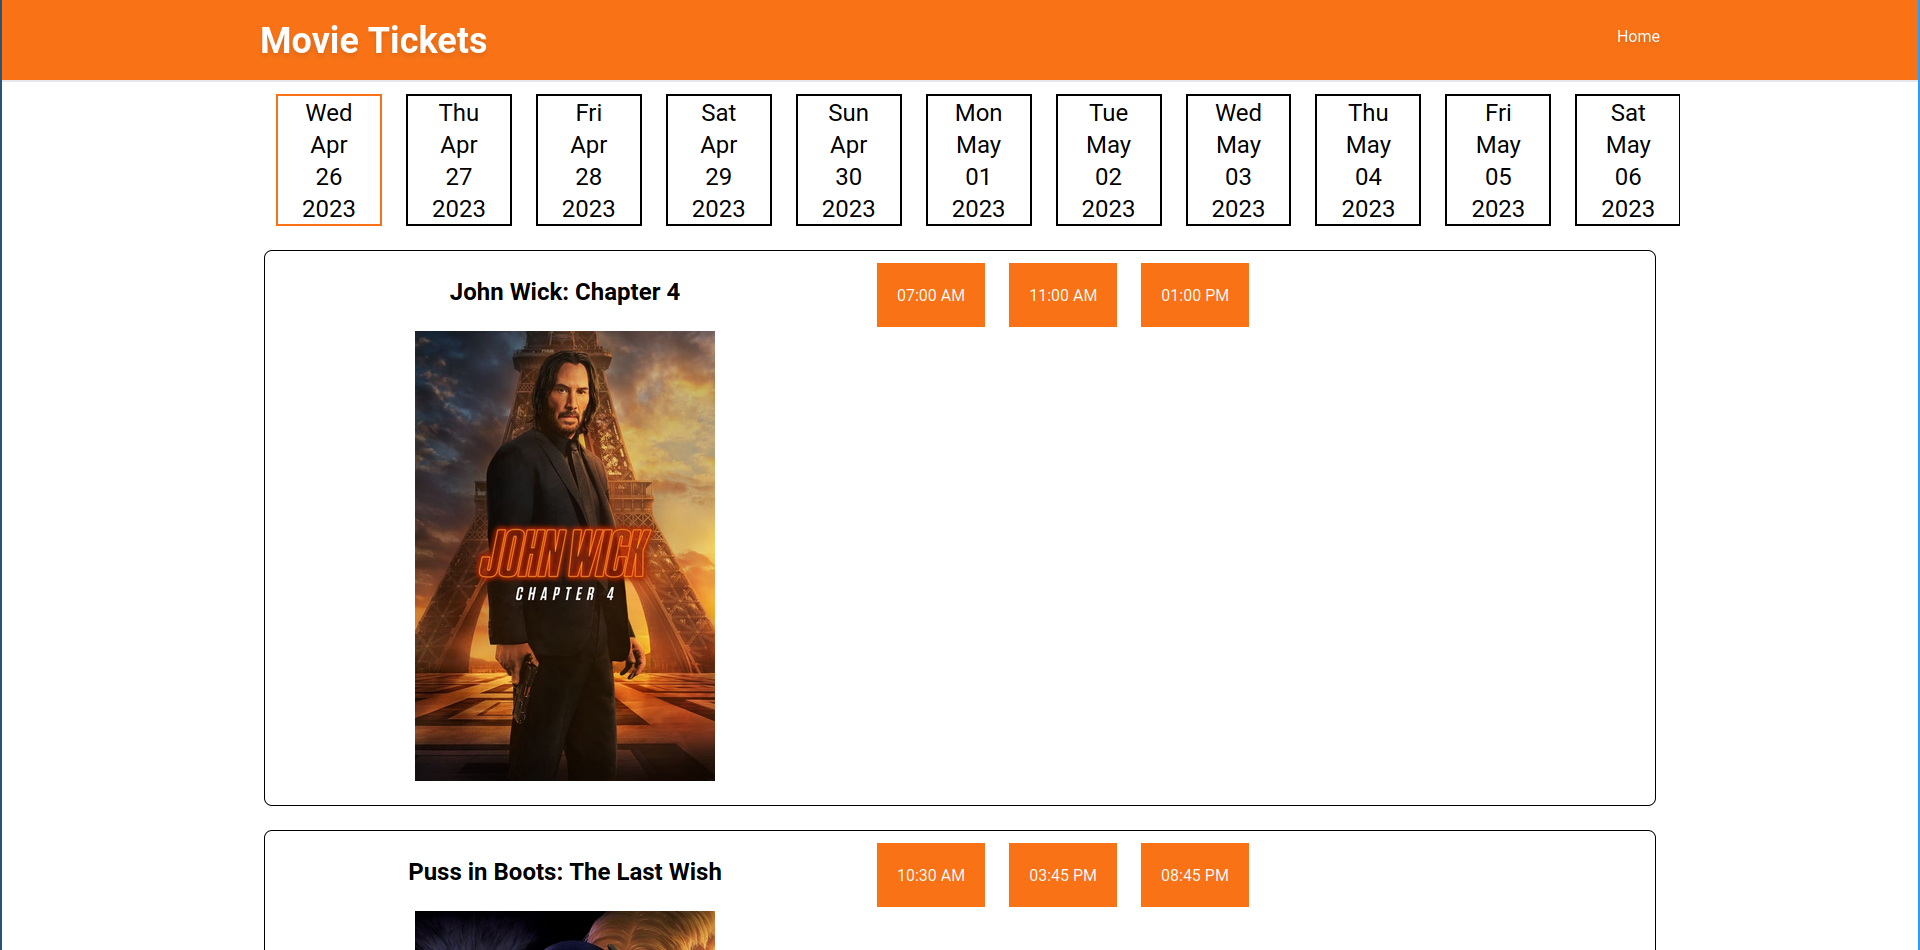 Movie Tickets
Home
Wed Apr 26 2023
Thu Apr 27 2023
Fri Apr 28 2023
Sat Apr 29 2023
Sun Apr 30 2023
Mon May 01 2023
Tue May 02 2023
Wed May 03 2023
Thu May 04 2023
Fri May 05 2023
Sat May 06 2023
John Wick: Chapter 4
07:00 AM
11:00 AM
01:00 PM
JOHN WICK
CHAPTER 4
Puss in Boots: The Last Wish
10:30 AM
03:45 PM
08:45 PM